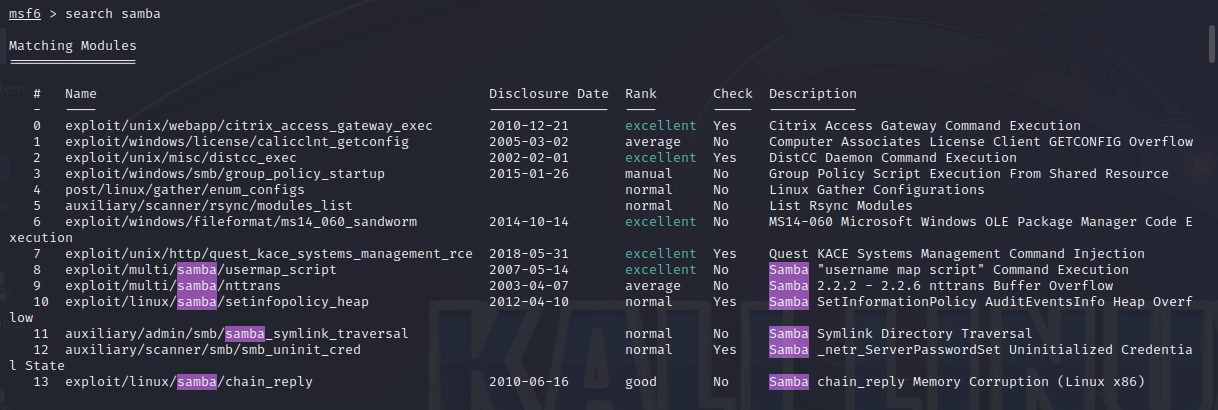 msf6 > search samba
Matching Modules
================
# Name Disclosure Date Rank Check Description
- ---- --------------- ---- ----- -----------
0 exploit/unix/webapp/citrix_access_gateway_exec 2010-12-21 excellent Yes Citrix Access Gateway Command Execution
1 exploit/windows/license/calicclnt_getconfig 2005-03-02 average No Computer Associates License Client GETCONFIG Overflow
2 exploit/unix/misc/distcc_exec 2002-02-01 excellent Yes DistCC Daemon Command Execution
3 exploit/windows/smb/group_policy_startup 2015-01-26 manual No Group Policy Script Execution From Shared Resource
4 post/linux/gather/enum_configs normal No Linux Gather Configurations
5 auxiliary/scanner/rsync/modules_list normal No List Rsync Modules
6 exploit/windows/fileformat/ms14_060_sandworm 2014-10-14 excellent No MS14-060 Microsoft Windows OLE Package Manager Code E
xecution
7 exploit/unix/http/quest_kace_systems_management_rce 2018-05-31 excellent Yes Quest KACE Systems Management Command Injection
8 exploit/multi/samba/usermap_script 2007-05-14 excellent No Samba "username map script" Command Execution
9 exploit/multi/samba/nttrans 2003-04-07 average No Samba 2.2.2 - 2.2.6 nttrans Buffer Overflow
10 exploit/linux/samba/setinfopolicy_heap 2012-04-10 normal Yes Samba SetInformationPolicy AuditEventsInfo Heap Overf
low
11 auxiliary/admin/smb/samba_symlink_traversal normal No Samba Symlink Directory Traversal
12 auxiliary/scanner/smb/smb_uninit_cred normal Yes Samba _netr_ServerPasswordSet Uninitialized Credentia
l State
13 exploit/linux/samba/chain_reply 2010-06-16 good No Samba chain_reply Memory Corruption (Linux x86)